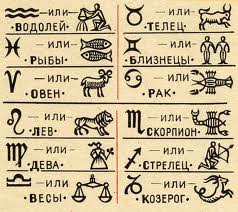 — ИЛИ —
·ВОДОЛЕЙ·
— ИЛИ —
·ТЕЛЕЦ·
— ИЛИ —
·РЫБЫ·
— ИЛИ —
·БЛИЗНЕЦЫ·
— ИЛИ —
·ОВЕН·
— ИЛИ —
·РАК·
— ИЛИ —
·ЛЕВ·
— ИЛИ —
·СКОРПИОН·
— ИЛИ —
·ДЕВА·
— ИЛИ —
·СТРЕЛЕЦ·
— ИЛИ —
·ВЕСЫ·
— ИЛИ —
·КОЗЕРОГ·